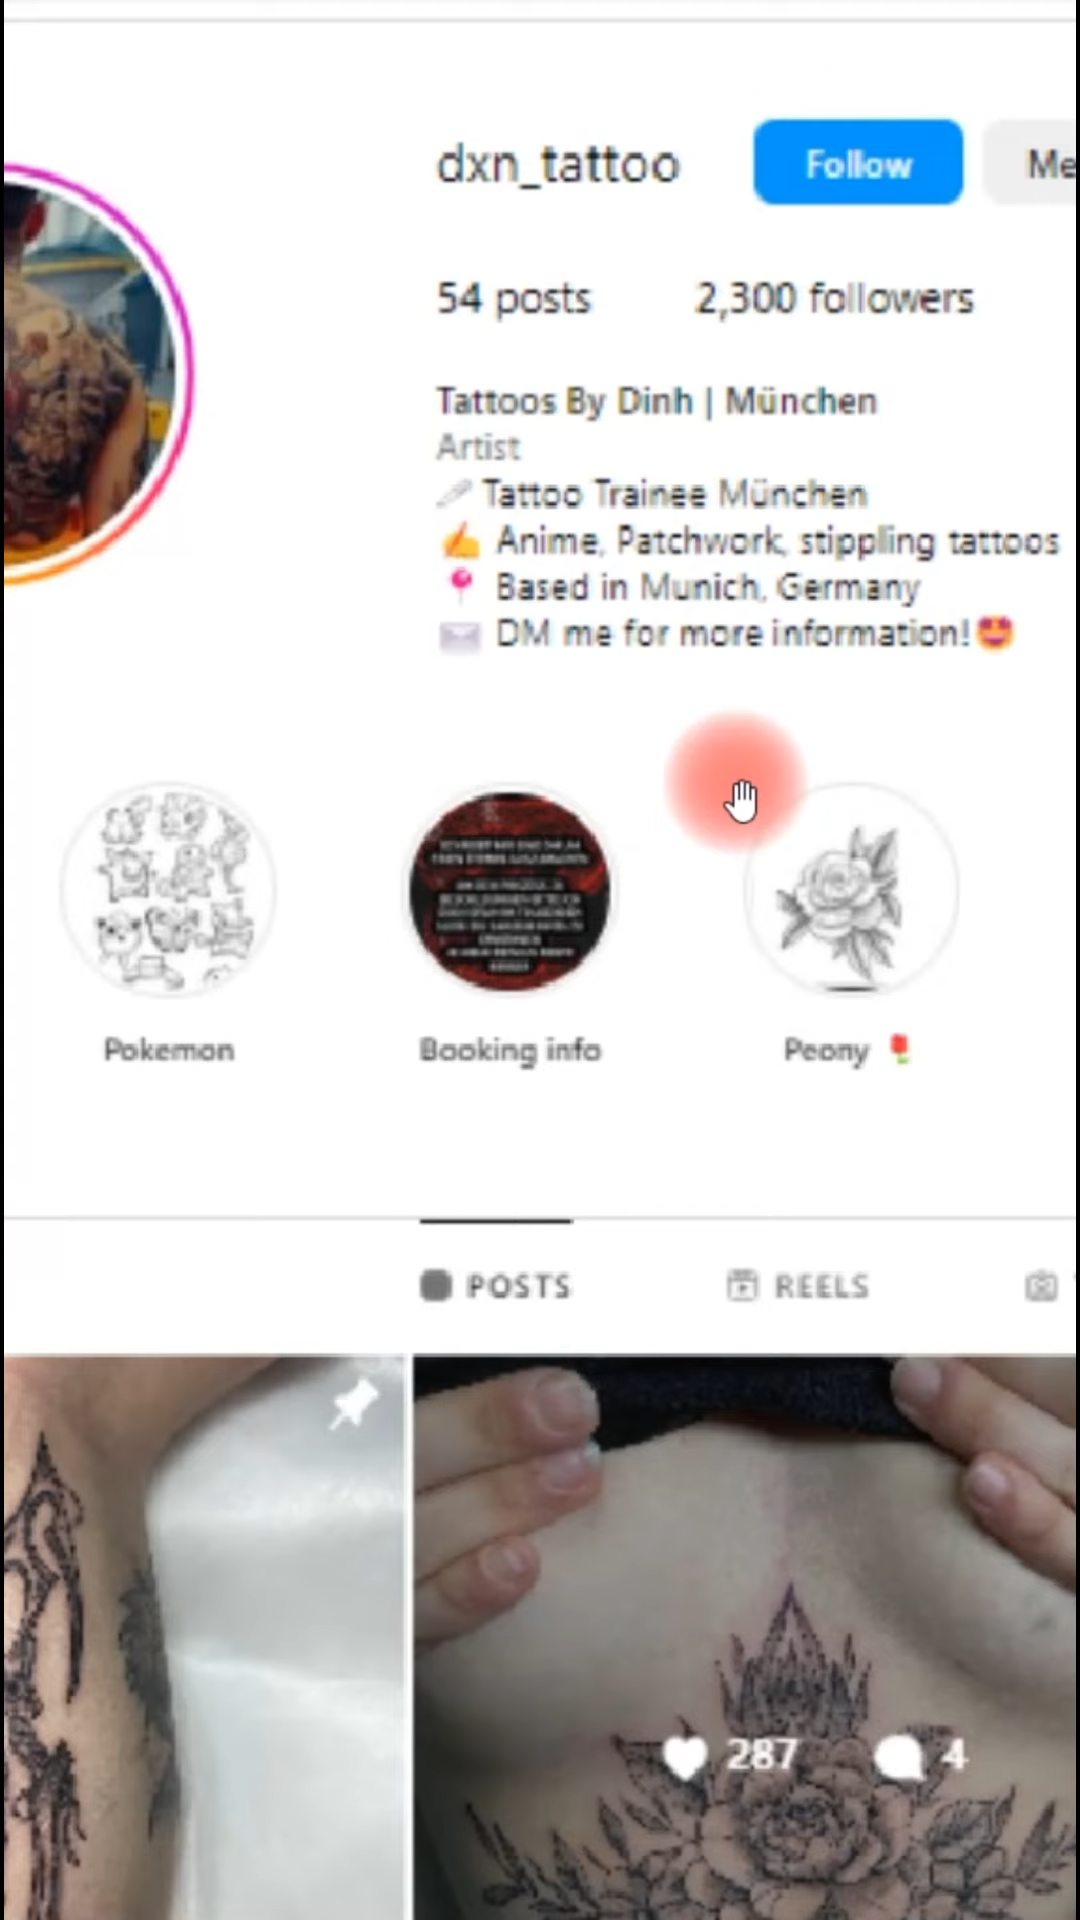 dxn_tattoo
Follow
Me
54 posts
2,300 followers
Tattoos By Dinh | München
Artist
Tattoo Trainee München
Anime, Patchwork, stippling tattoos
Based in Munich, Germany
DM me for more information!
Pokemon
Booking info
Peony
POSTS
REELS
287
4